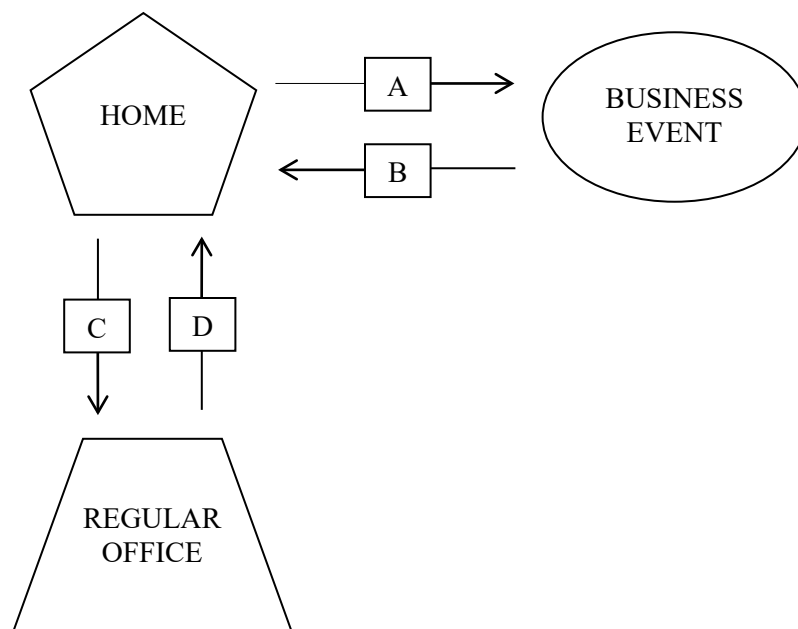 HOME
A
BUSINESS
EVENT
B
C
D
REGULAR
OFFICE